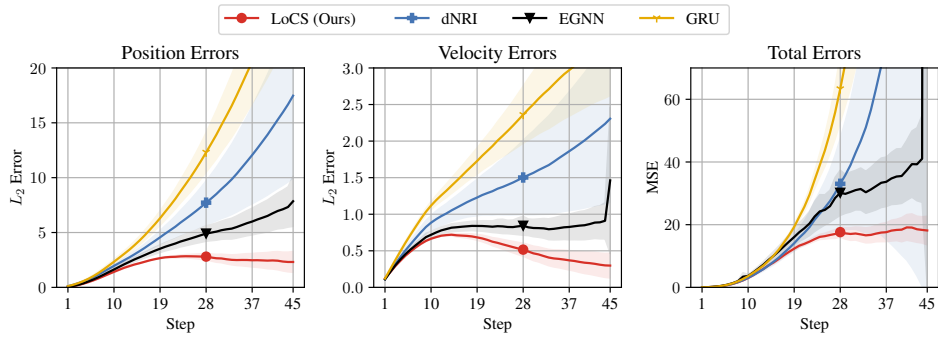 LoCS (Ours) dNRI EGNN GRU
Position Errors
20
15
10
5
0
L₂ Error
1 10 19 28 37 45
Step
Velocity Errors
3.0
2.5
2.0
1.5
1.0
0.5
0.0
L₂ Error
1 10 19 28 37 45
Step
Total Errors
60
40
20
0
MSE
1 10 19 28 37 45
Step